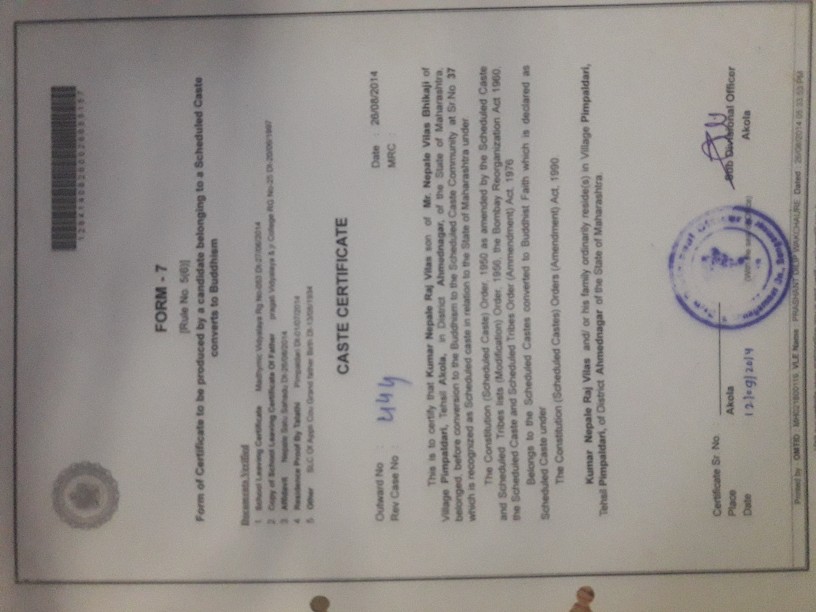 FORM - 7
[Rule No. 5(6)]
Form of Certificate to be produced by a candidate belonging to a Scheduled Caste
converts to Buddhism
Documents Verified
1 School Leaving Certificate Madhymic Vidyalaya Rg No-093 Dt-27/06/2014
2. Copy of School Leaving Certificate Of Father pragati Vidyalaya & jr College RG No-25 Dt-20/06/1997
3. Affidavit Nepale Satu Sahadu Dt-26/08/2014
4. Residence Proof By Talathi Pimpaldari Dt-01/07/2014
5. Other SLC Of Appli Cou Grand father Birth Dt-13/08/1934
CASTE CERTIFICATE
Outward No : 444
Date : 26/08/2014
Rev Case No :
MRC :
This is to certify that Kumar Nepale Raj Vilas son of Mr. Nepale Vilas Bhikaji of
Village Pimpaldari, Tehsil Akola, in District Ahmednagar, of the State of Maharashtra,
belonged, before conversion to the Buddhism to the Scheduled Caste Community at Sr.No 37
which is recognized as Scheduled caste in relation to the State of Maharashtra under
The Constitution (Scheduled Caste) Order, 1950 as amended by the Scheduled Caste
and Scheduled Tribes lists (Modification) Order, 1956, the Bombay Reorganization Act 1960,
the Scheduled Caste and Scheduled Tribes Order (Ammendment) Act, 1976
Belongs to the Scheduled Castes converted to Buddhist Faith which is declared as
Scheduled Caste under
The Constitution (Scheduled Castes) Orders (Amendment) Act, 1990.
Kumar Nepale Raj Vilas and/ or his family ordinarily reside(s) in Village Pimpaldari,
Tehsil Pimpaldari, of District Ahmednagar of the State of Maharashtra.
Certificate Sr. No.
Place Akola
Sub Divisional Officer
Date 12/09/2014
(With the seal of Office)
Akola
Sub Divisional Officer
Sangamner Dn., Sangamner
Printed by - OMTID : VLE Name : PRASHANT DILIP WAKCHAURE, Dated : 26/08/2014 05:33:53 PM